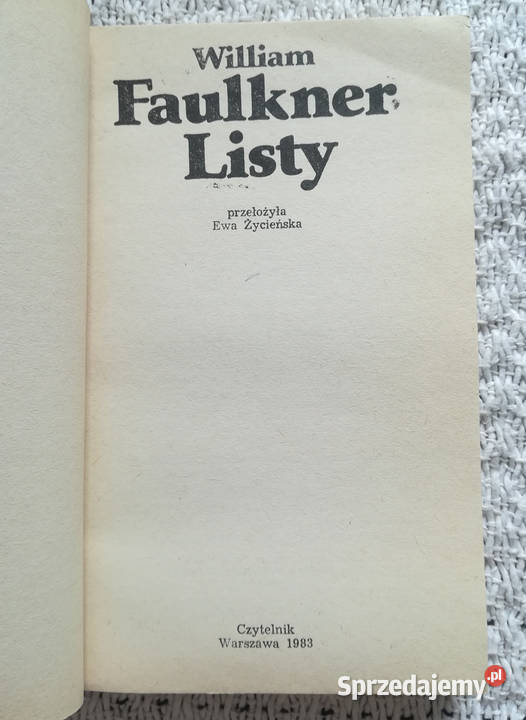 William
Faulkner
Listy
przełożyła
Ewa Życieńska
Czytelnik
Warszawa 1983
Sprzedajemy.pl